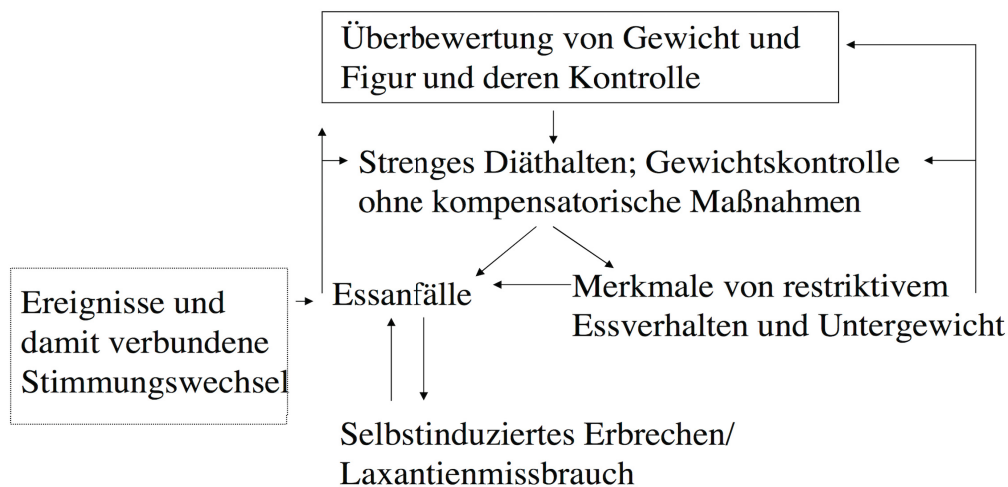 Überbewertung von Gewicht und
Figur und deren Kontrolle
Strenges Diäthalten; Gewichtskontrolle
ohne kompensatorische Maßnahmen
Ereignisse und
damit verbundene
Stimmungswechsel
Essanfälle
Merkmale von restriktivem
Essverhalten und Untergewicht
Selbstinduziertes Erbrechen/
Laxantienmissbrauch